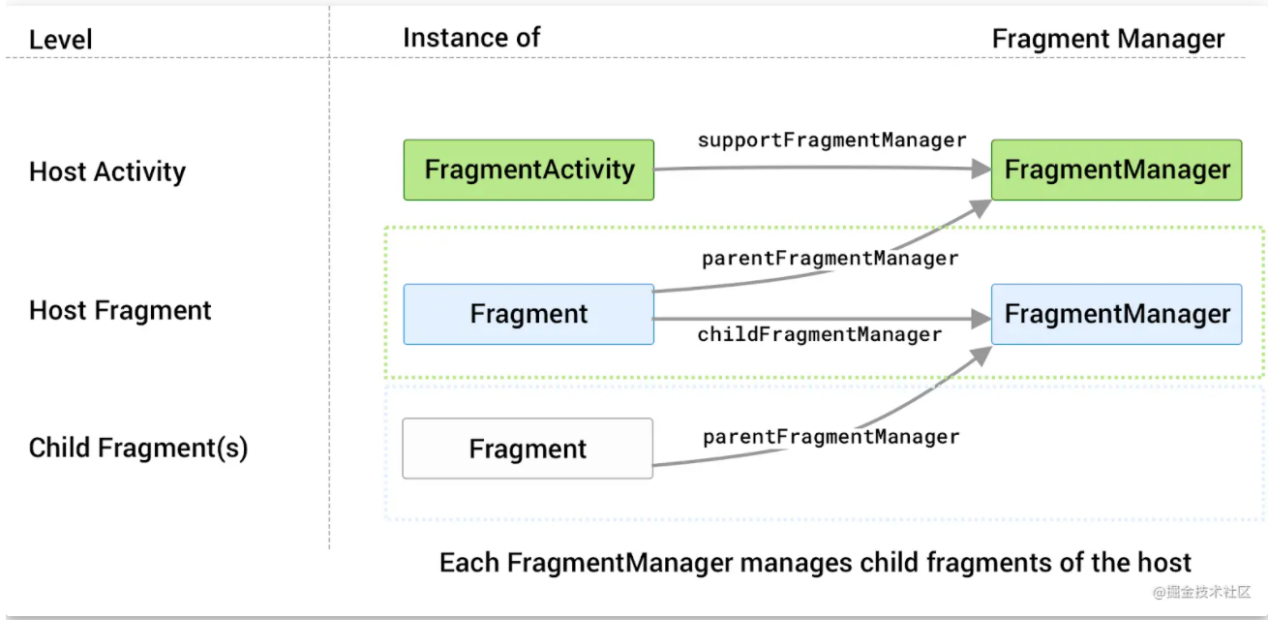 Level
Instance of
Fragment Manager
Host Activity
FragmentActivity
supportFragmentManager
FragmentManager
parentFragmentManager
Host Fragment
Fragment
FragmentManager
childFragmentManager
Child Fragment(s)
Fragment
parentFragmentManager
Each FragmentManager manages child fragments of the host
@掘金技术社区